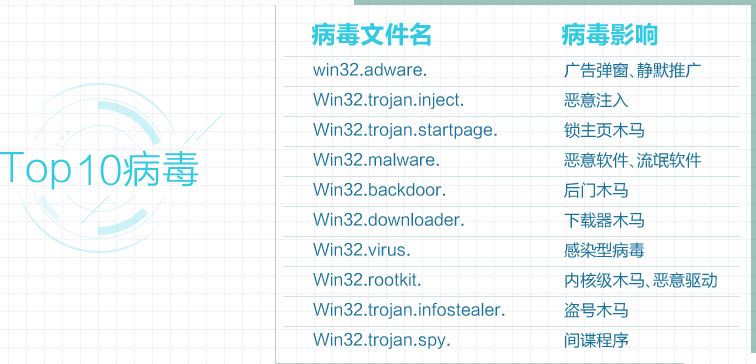 Top10病毒
病毒文件名 病毒影响
win32.adware. 广告弹窗、静默推广
Win32.trojan.inject. 恶意注入
Win32.trojan.startpage. 锁主页木马
Win32.malware. 恶意软件、流氓软件
Win32.backdoor. 后门木马
Win32.downloader. 下载器木马
Win32.virus. 感染型病毒
Win32.rootkit. 内核级木马、恶意驱动
Win32.trojan.infostealer. 盗号木马
Win32.trojan.spy. 间谍程序